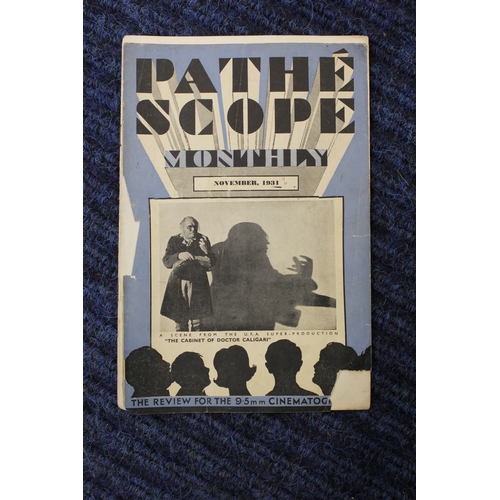 PATHÉ
SCOPE
MONTHLY
NOVEMBER, 1931
A SCENE FROM THE U.F.A. SUPER-PRODUCTION
"THE CABINET OF DOCTOR CALIGARI"
THE REVIEW FOR THE 9·5mm CINEMATOG